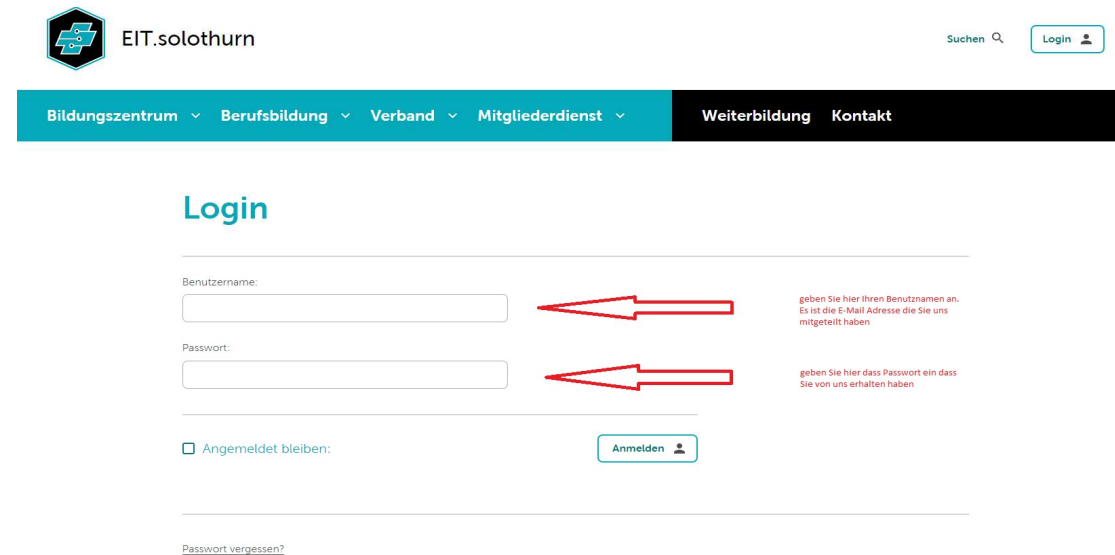 EIT.solothurn
Suchen
Login
Bildungszentrum
Berufsbildung
Verband
Mitgliederdienst
Weiterbildung
Kontakt
Login
Benutzername:
geben Sie hier Ihren Benutznamen an.
Es ist die E-Mail Adresse die Sie uns
mitgeteilt haben
Passwort:
geben Sie hier dass Passwort ein dass
Sie von uns erhalten haben
Angemeldet bleiben:
Anmelden
Passwort vergessen?